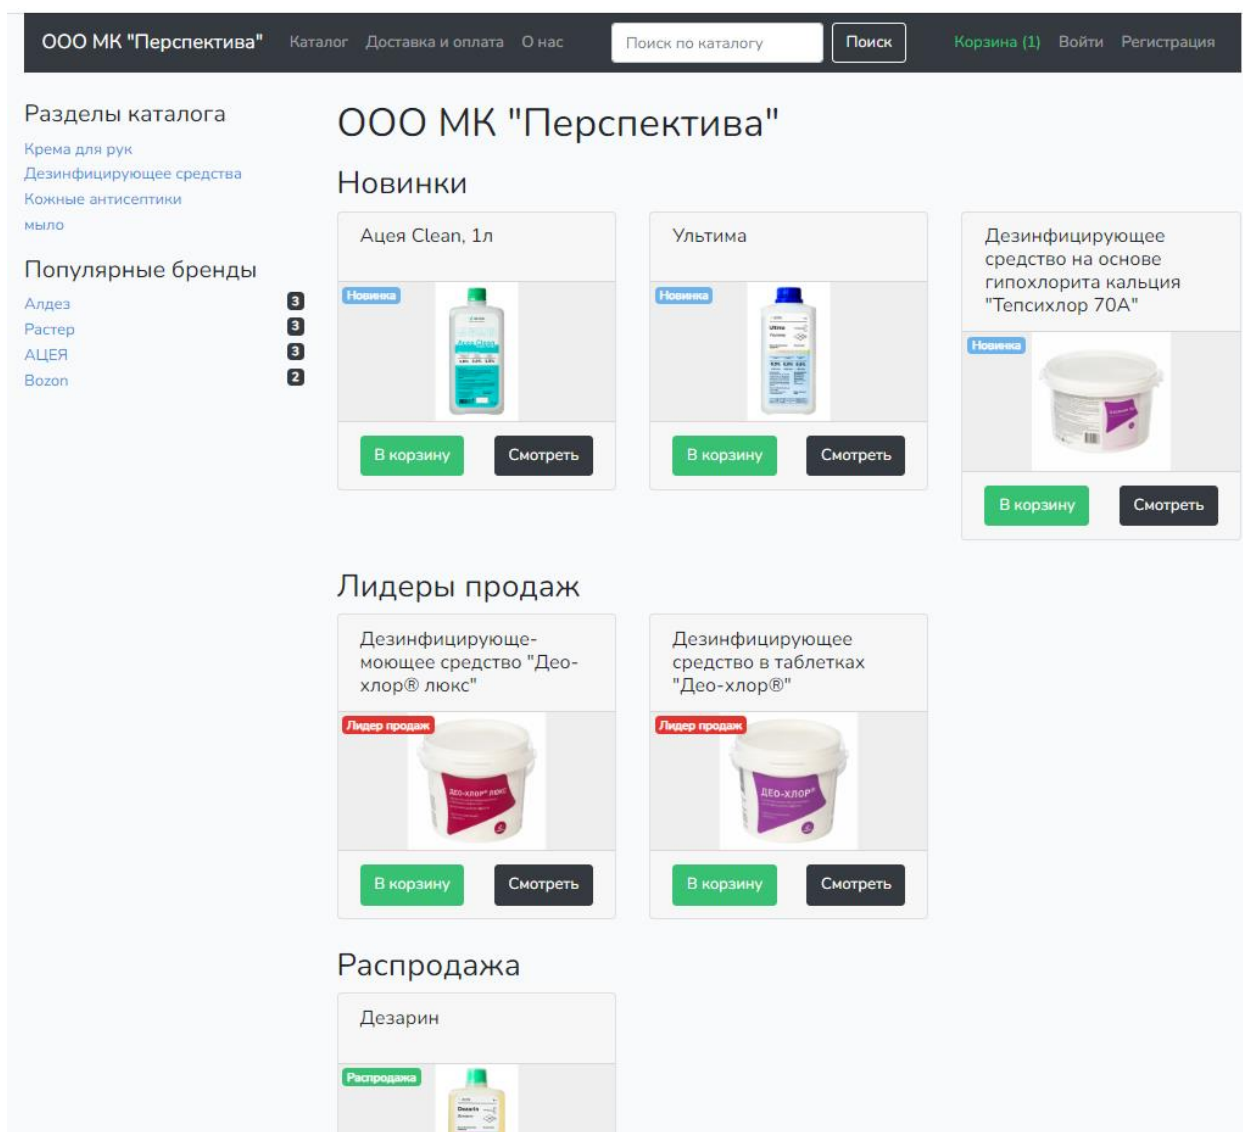 ООО МК "Перспектива" Каталог Доставка и оплата О нас Поиск по каталогу Поиск Корзина (1) Войти Регистрация
Разделы каталога
Крема для рук
Дезинфицирующее средства
Кожные антисептики
мыло
Популярные бренды
Алдез 3
Растер 3
АЦЕЯ 3
Bozon 2
ООО МК "Перспектива"
Новинки
Ацея Clean, 1л
Новинка
В корзину Смотреть
Ультима
Новинка
В корзину Смотреть
Дезинфицирующее
средство на основе
гипохлорита кальция
"Тепсихлор 70А"
Новинка
В корзину Смотреть
Лидеры продаж
Дезинфицирующе-
моющее средство "Део-
хлор® люкс"
Лидер продаж
ДЕО-ХЛОР® ЛЮКС
В корзину Смотреть
Дезинфицирующее
средство в таблетках
"Део-хлор®"
Лидер продаж
ДЕО-ХЛОР®
В корзину Смотреть
Распродажа
Дезарин
Распродажа
Dezarin